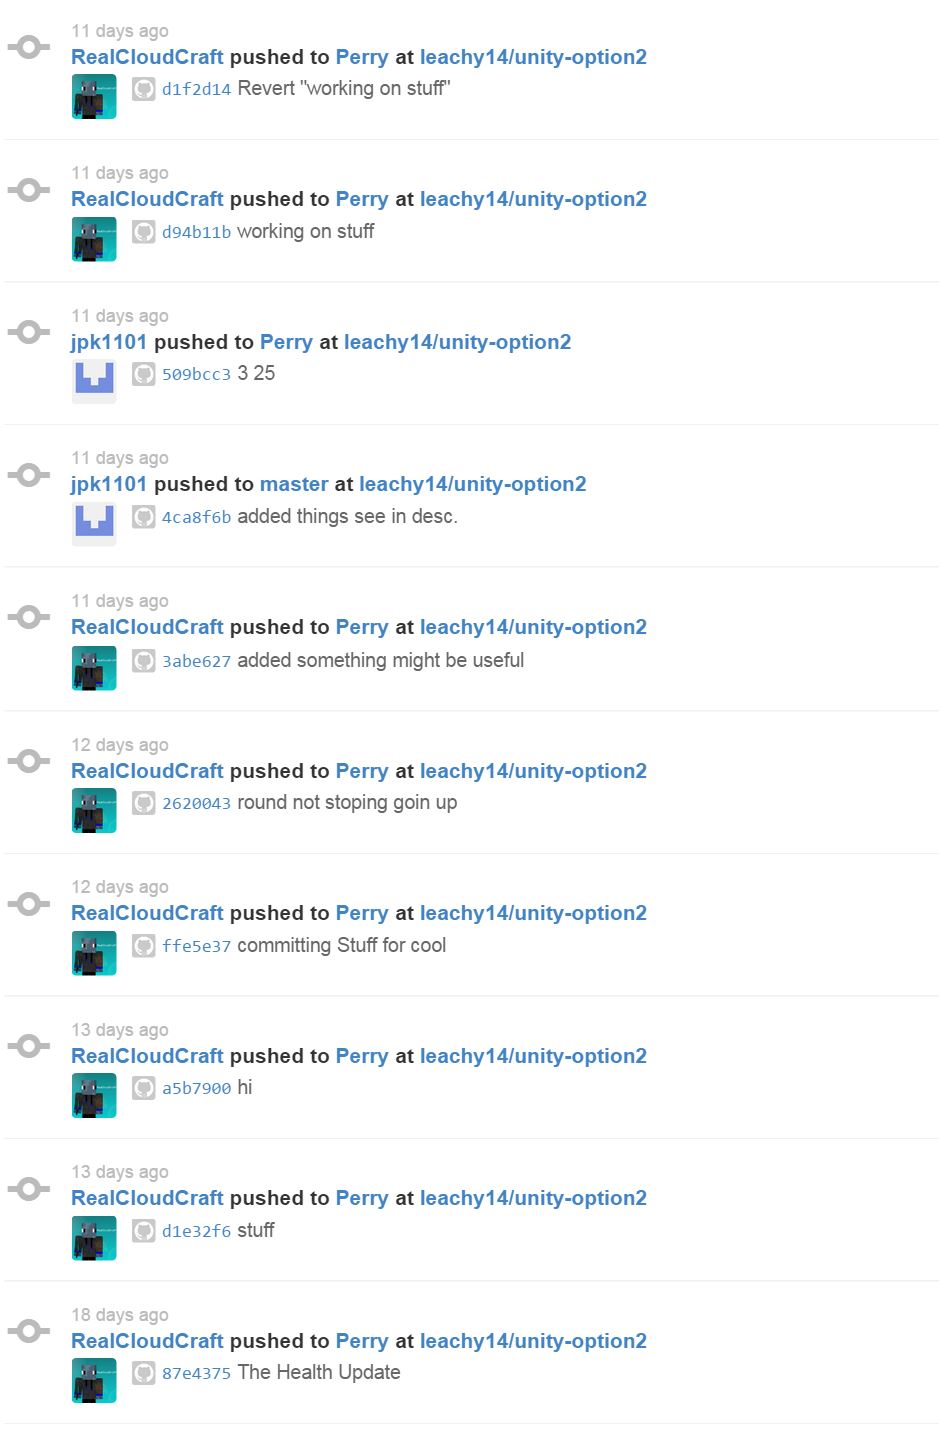 11 days ago
RealCloudCraft pushed to Perry at leachy14/unity-option2
d1f2d14 Revert "working on stuff"
11 days ago
RealCloudCraft pushed to Perry at leachy14/unity-option2
d94b11b working on stuff
11 days ago
jpk1101 pushed to Perry at leachy14/unity-option2
509bcc3 3 25
11 days ago
jpk1101 pushed to master at leachy14/unity-option2
4ca8f6b added things see in desc.
11 days ago
RealCloudCraft pushed to Perry at leachy14/unity-option2
3abe627 added something might be useful
12 days ago
RealCloudCraft pushed to Perry at leachy14/unity-option2
2620043 round not stoping goin up
12 days ago
RealCloudCraft pushed to Perry at leachy14/unity-option2
ffe5e37 committing Stuff for cool
13 days ago
RealCloudCraft pushed to Perry at leachy14/unity-option2
a5b7900 hi
13 days ago
RealCloudCraft pushed to Perry at leachy14/unity-option2
d1e32f6 stuff
18 days ago
RealCloudCraft pushed to Perry at leachy14/unity-option2
87e4375 The Health Update